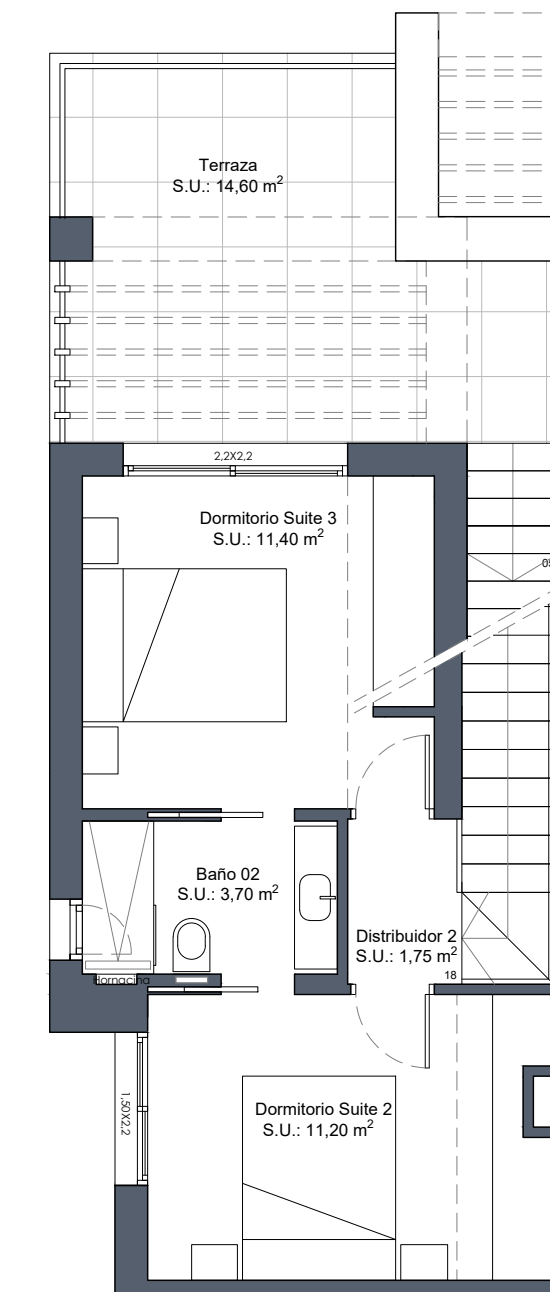 Terraza
S.U.: 14,60 m²
2,2X2,2
Dormitorio Suite 3
S.U.: 11,40 m²
Baño 02
S.U.: 3,70 m²
Distribuidor 2
S.U.: 1,75 m²
18
Hornacina
1,50X2,2
Dormitorio Suite 2
S.U.: 11,20 m²